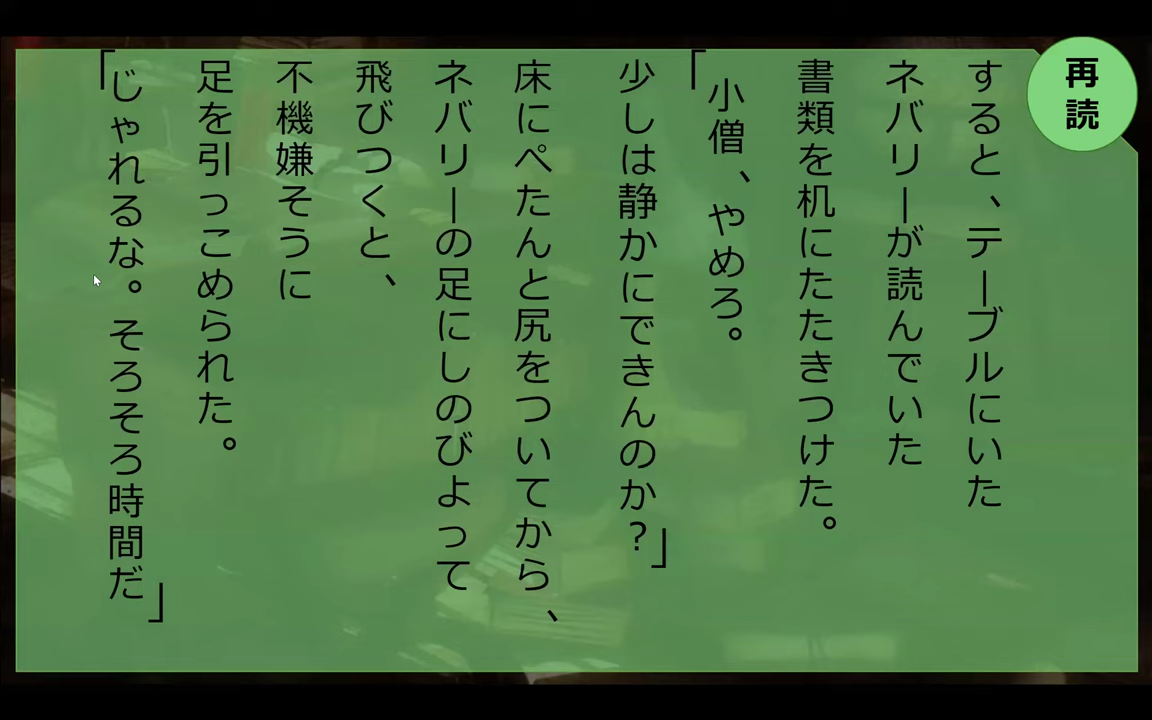 再読
すると、テーブルにいた
ネバリーが読んでいた
書類を机にたたきつけた。
「小僧、やめろ。
少しは静かにできんのか？」
床にぺたんと尻をついてから、
ネバリーの足にしのびよって
飛びつくと、
不機嫌そうに
足を引っこめられた。
「じゃれるな。そろそろ時間だ」